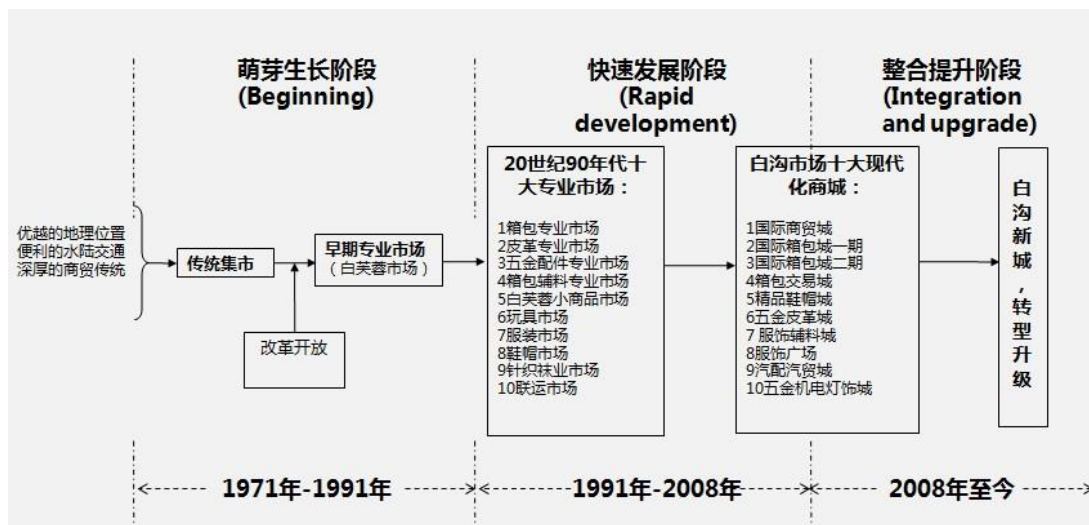 萌芽生长阶段
(Beginning)
快速发展阶段
(Rapid
development)
整合提升阶段
(Integration
and upgrade)
优越的地理位置
便利的水陆交通
深厚的商贸传统
传统集市
早期专业市场
（白芙蓉市场）
改革开放
20世纪90年代十
大专业市场：
1箱包专业市场
2皮革专业市场
3五金配件专业市场
4箱包辅料专业市场
5白芙蓉小商品市场
6玩具市场
7服装市场
8鞋帽市场
9针织袜业市场
10联运市场
白沟市场十大现代
化商城：
1国际商贸城
2国际箱包城一期
3国际箱包城二期
4箱包交易城
5精品鞋帽城
6五金皮革城
7 服饰辅料城
8服饰广场
9汽配汽贸城
10五金机电灯饰城
白沟新城，转型升级
1971年-1991年
1991年-2008年
2008年至今